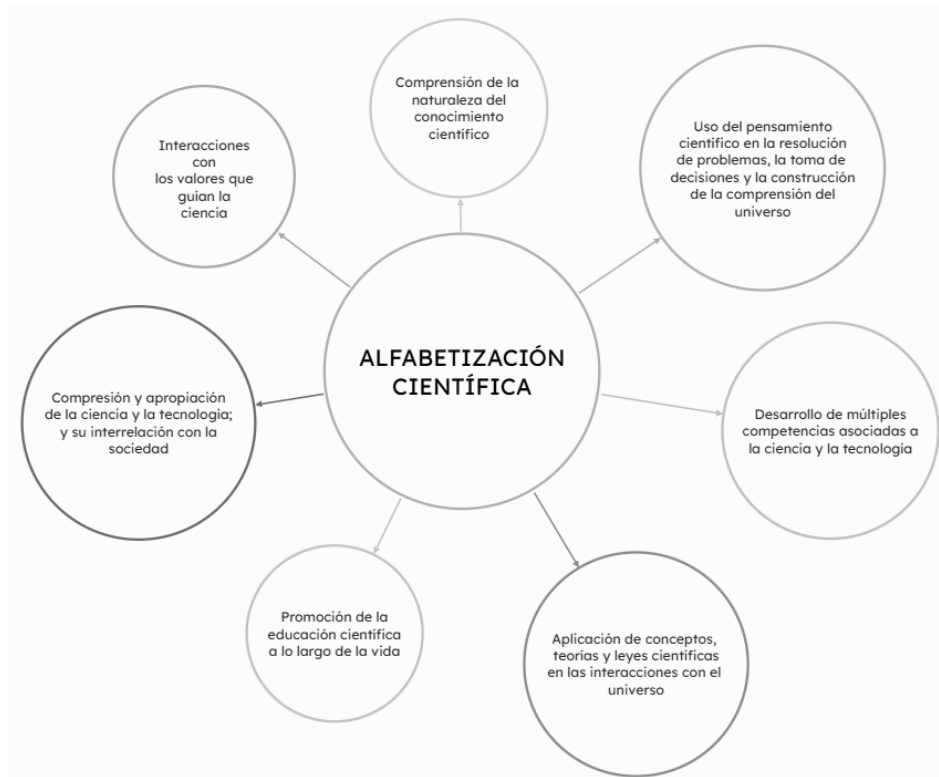 Comprensión de la
naturaleza del
conocimiento
científico
Uso del pensamiento
científico en la resolución
de problemas, la toma de
decisiones y la construcción
de la comprensión del
universo
Interacciones
con
los valores que
guían la
ciencia
ALFABETIZACIÓN
CIENTÍFICA
Compresión y apropiación
de la ciencia y la tecnología;
y su interrelación con la
sociedad
Desarrollo de múltiples
competencias asociadas a
la ciencia y la tecnología
Promoción de la
educación científica
a lo largo de la vida
Aplicación de conceptos,
teorías y leyes científicas
en las interacciones con el
universo